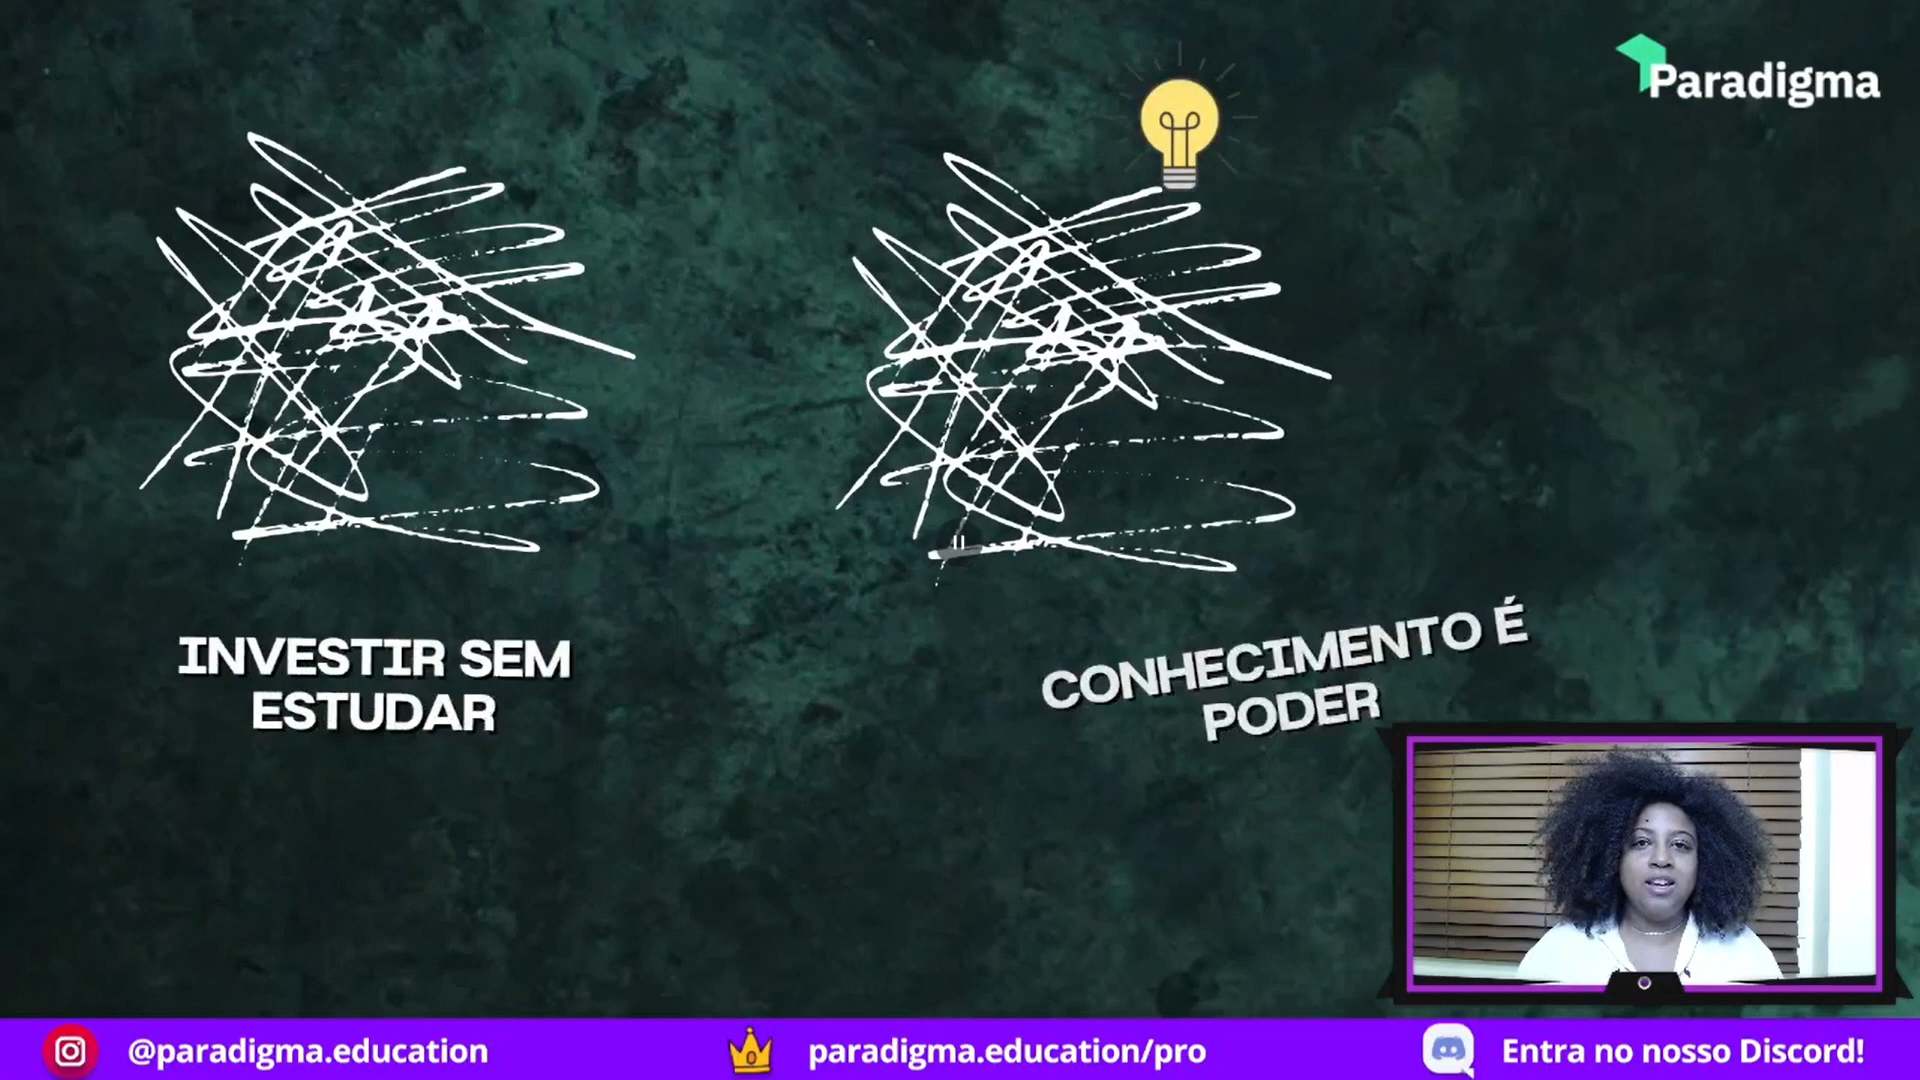 Paradigma
INVESTIR SEM
ESTUDAR
CONHECIMENTO É
PODER
@paradigma.education
paradigma.education/pro
Entra no nosso Discord!